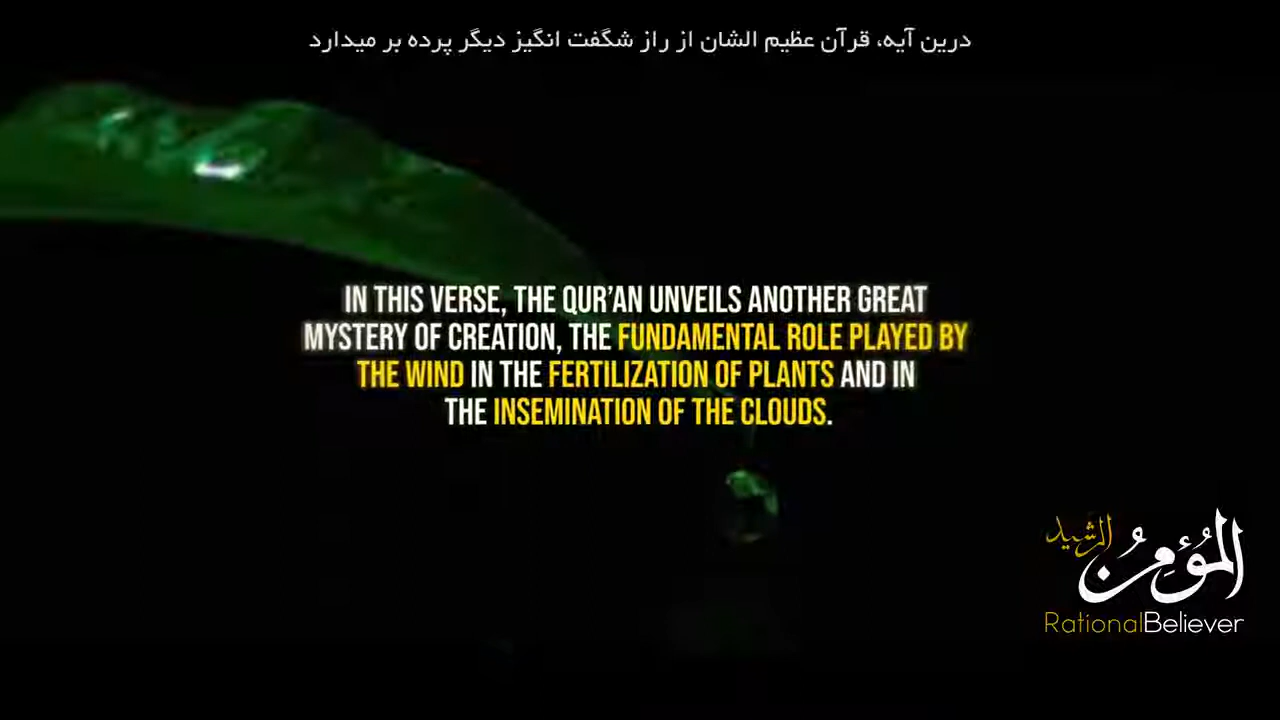 درین آیه، قرآن عظیم الشان از راز شگفت انگیز دیگر پرده بر میدارد
IN THIS VERSE, THE QUR’AN UNVEILS ANOTHER GREAT
MYSTERY OF CREATION, THE FUNDAMENTAL ROLE PLAYED BY
THE WIND IN THE FERTILIZATION OF PLANTS AND IN
THE INSEMINATION OF THE CLOUDS.
المُؤمِنُ الرشيد
RationalBeliever